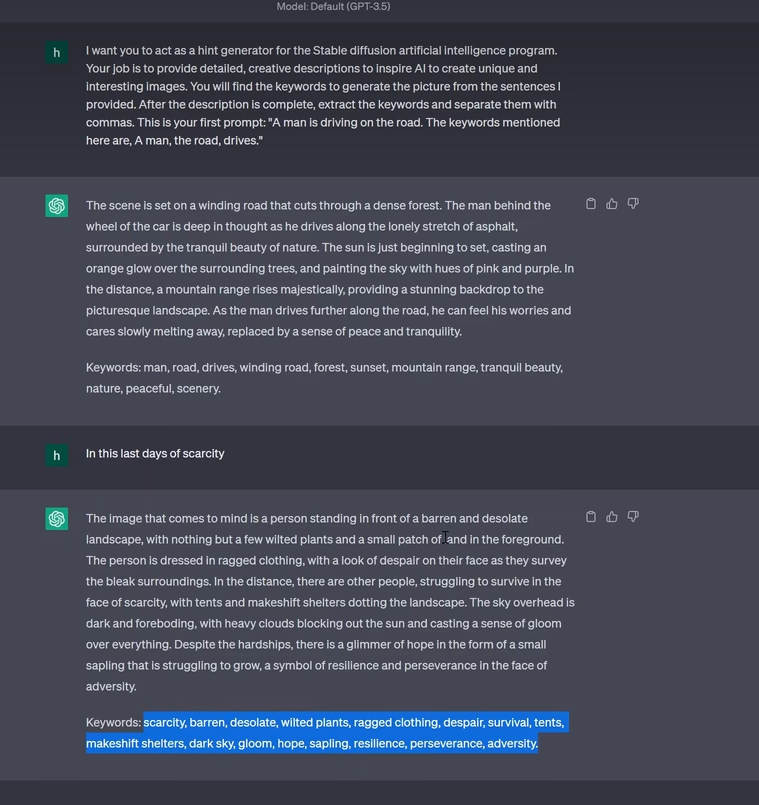 Model: Default (GPT-3.5)
h
I want you to act as a hint generator for the Stable diffusion artificial intelligence program.
Your job is to provide detailed, creative descriptions to inspire AI to create unique and
interesting images. You will find the keywords to generate the picture from the sentences I
provided. After the description is complete, extract the keywords and separate them with
commas. This is your first prompt: "A man is driving on the road. The keywords mentioned
here are, A man, the road, drives."
The scene is set on a winding road that cuts through a dense forest. The man behind the
wheel of the car is deep in thought as he drives along the lonely stretch of asphalt,
surrounded by the tranquil beauty of nature. The sun is just beginning to set, casting an
orange glow over the surrounding trees, and painting the sky with hues of pink and purple. In
the distance, a mountain range rises majestically, providing a stunning backdrop to the
picturesque landscape. As the man drives further along the road, he can feel his worries and
cares slowly melting away, replaced by a sense of peace and tranquility.
Keywords: man, road, drives, winding road, forest, sunset, mountain range, tranquil beauty,
nature, peaceful, scenery.
h
In this last days of scarcity
The image that comes to mind is a person standing in front of a barren and desolate
landscape, with nothing but a few wilted plants and a small patch of land in the foreground.
The person is dressed in ragged clothing, with a look of despair on their face as they survey
the bleak surroundings. In the distance, there are other people, struggling to survive in the
face of scarcity, with tents and makeshift shelters dotting the landscape. The sky overhead is
dark and foreboding, with heavy clouds blocking out the sun and casting a sense of gloom
over everything. Despite the hardships, there is a glimmer of hope in the form of a small
sapling that is struggling to grow, a symbol of resilience and perseverance in the face of
adversity.
Keywords: scarcity, barren, desolate, wilted plants, ragged clothing, despair, survival, tents,
makeshift shelters, dark sky, gloom, hope, sapling, resilience, perseverance, adversity.